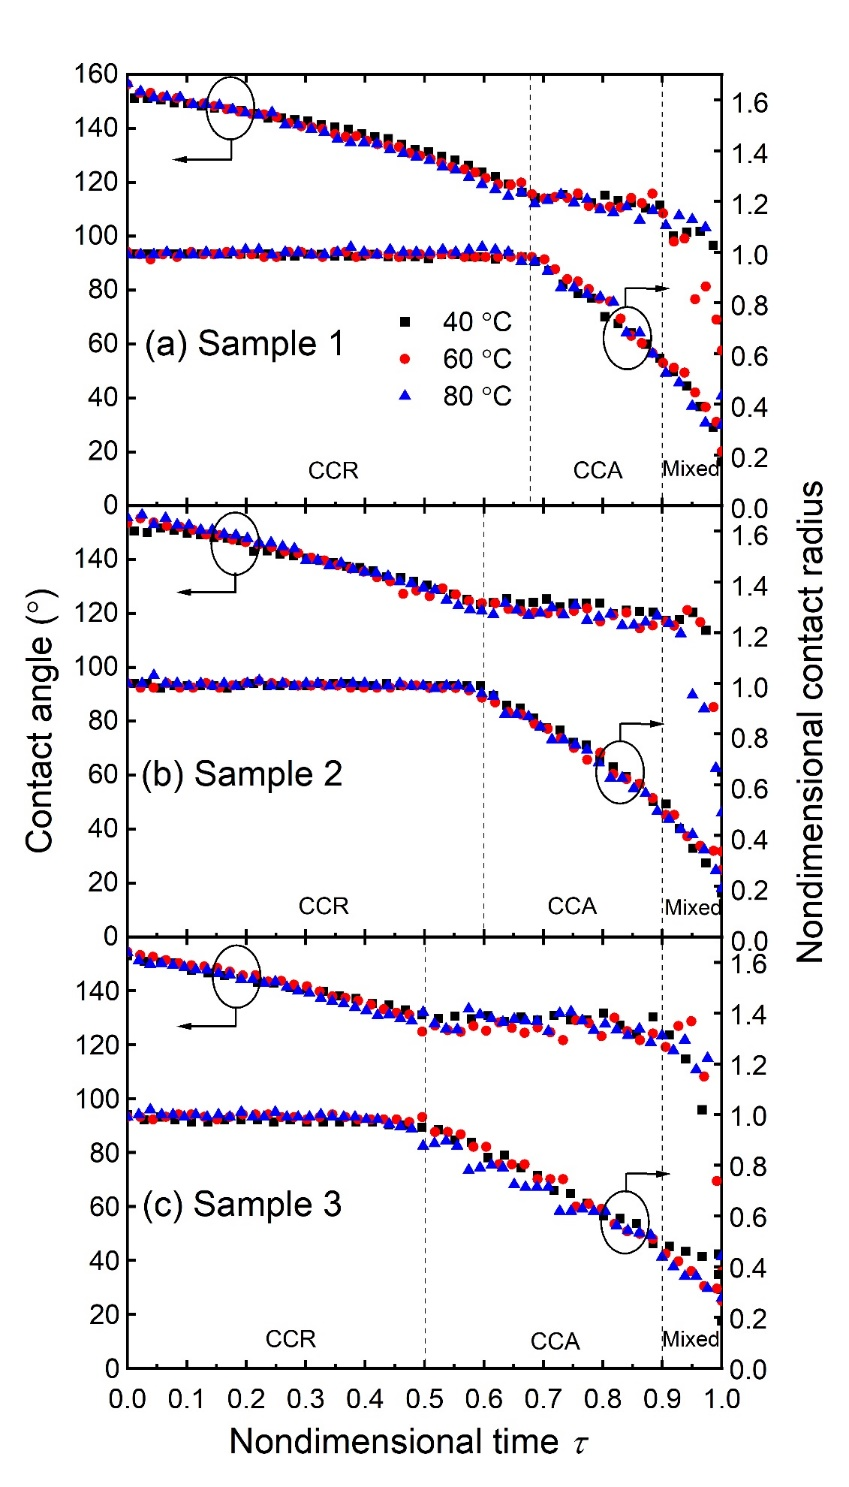 160
140
120
100
80
60
40
20
0
1.6
1.4
1.2
1.0
0.8
0.6
0.4
0.2
0.0
(a) Sample 1
40 °C
60 °C
80 °C
CCR
CCA
Mixed
140
120
100
80
60
40
20
0
1.6
1.4
1.2
1.0
0.8
0.6
0.4
0.2
0.0
(b) Sample 2
CCR
CCA
Mixed
Contact angle (°)
Nondimensional contact radius
140
120
100
80
60
40
20
0
1.6
1.4
1.2
1.0
0.8
0.6
0.4
0.2
0.0
(c) Sample 3
CCR
CCA
Mixed
0.0 0.1 0.2 0.3 0.4 0.5 0.6 0.7 0.8 0.9 1.0
Nondimensional time τ